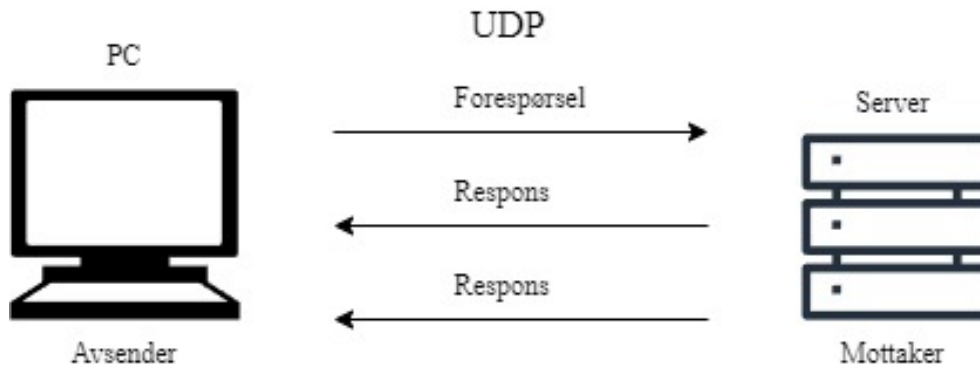 UDP
PC
Forespørsel
Server
Respons
Respons
Avsender
Mottaker